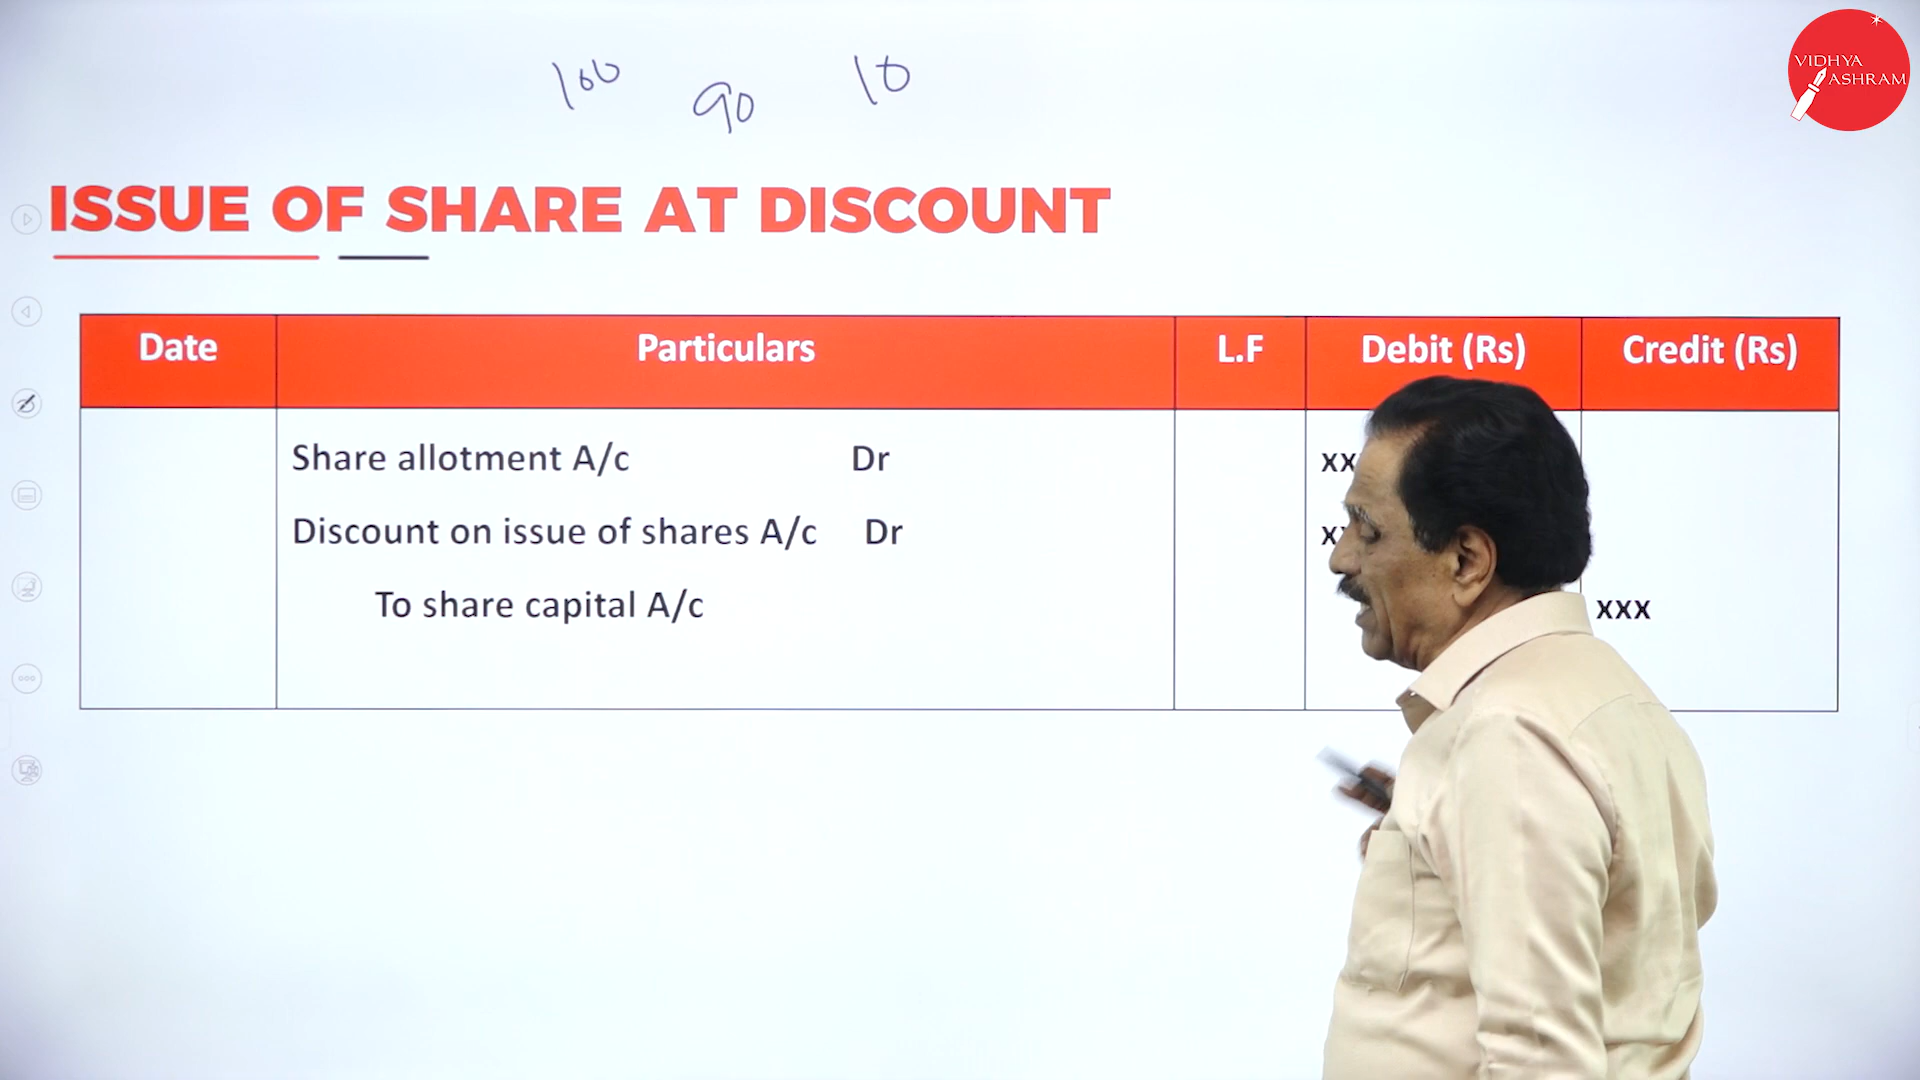 100 90 10
VIDHYA
ASHRAM
ISSUE OF SHARE AT DISCOUNT
Date Particulars L.F Debit (Rs) Credit (Rs)
Share allotment A/c Dr
Discount on issue of shares A/c Dr
To share capital A/c xxx